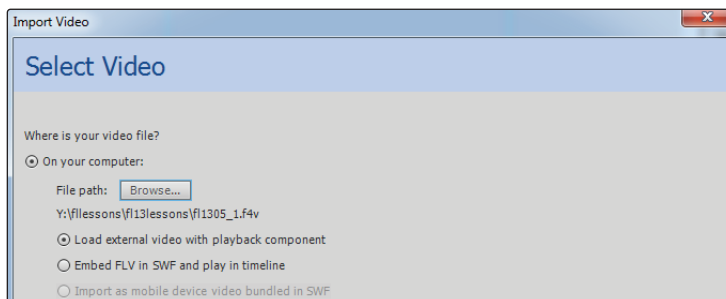 Import Video
X
Select Video
Where is your video file?
On your computer:
File path: Browse...
Y:\fllessons\fl13lessons\fl1305_1.f4v
Load external video with playback component
Embed FLV in SWF and play in timeline
Import as mobile device video bundled in SWF